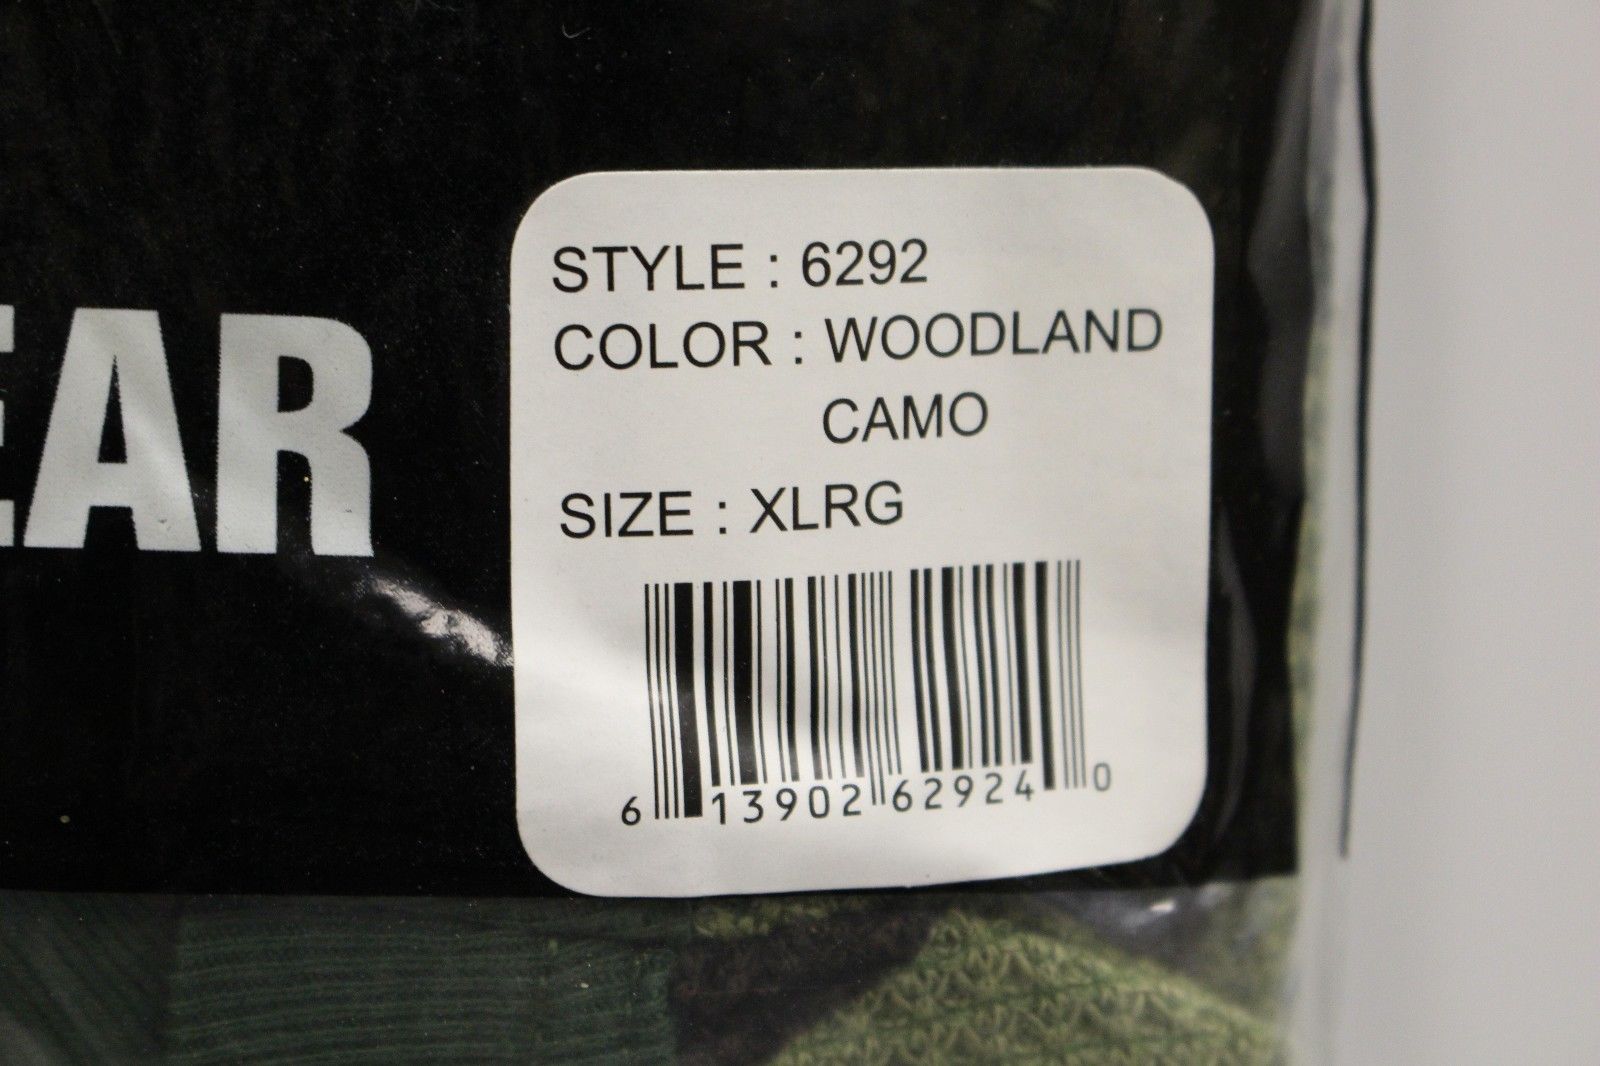 EAR
STYLE : 6292
COLOR : WOODLAND
CAMO
SIZE : XLRG
6 13902 62924 0